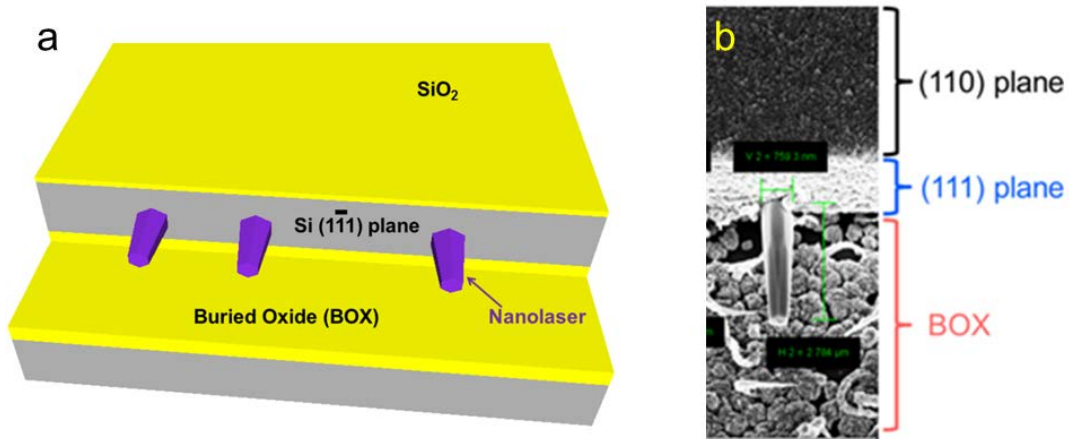 a
SiO₂
Si (11̄1) plane
Buried Oxide (BOX)
Nanolaser
b
(110) plane
V 2 = 759.3 nm
(111) plane
BOX
H 2 = 2.784 µm